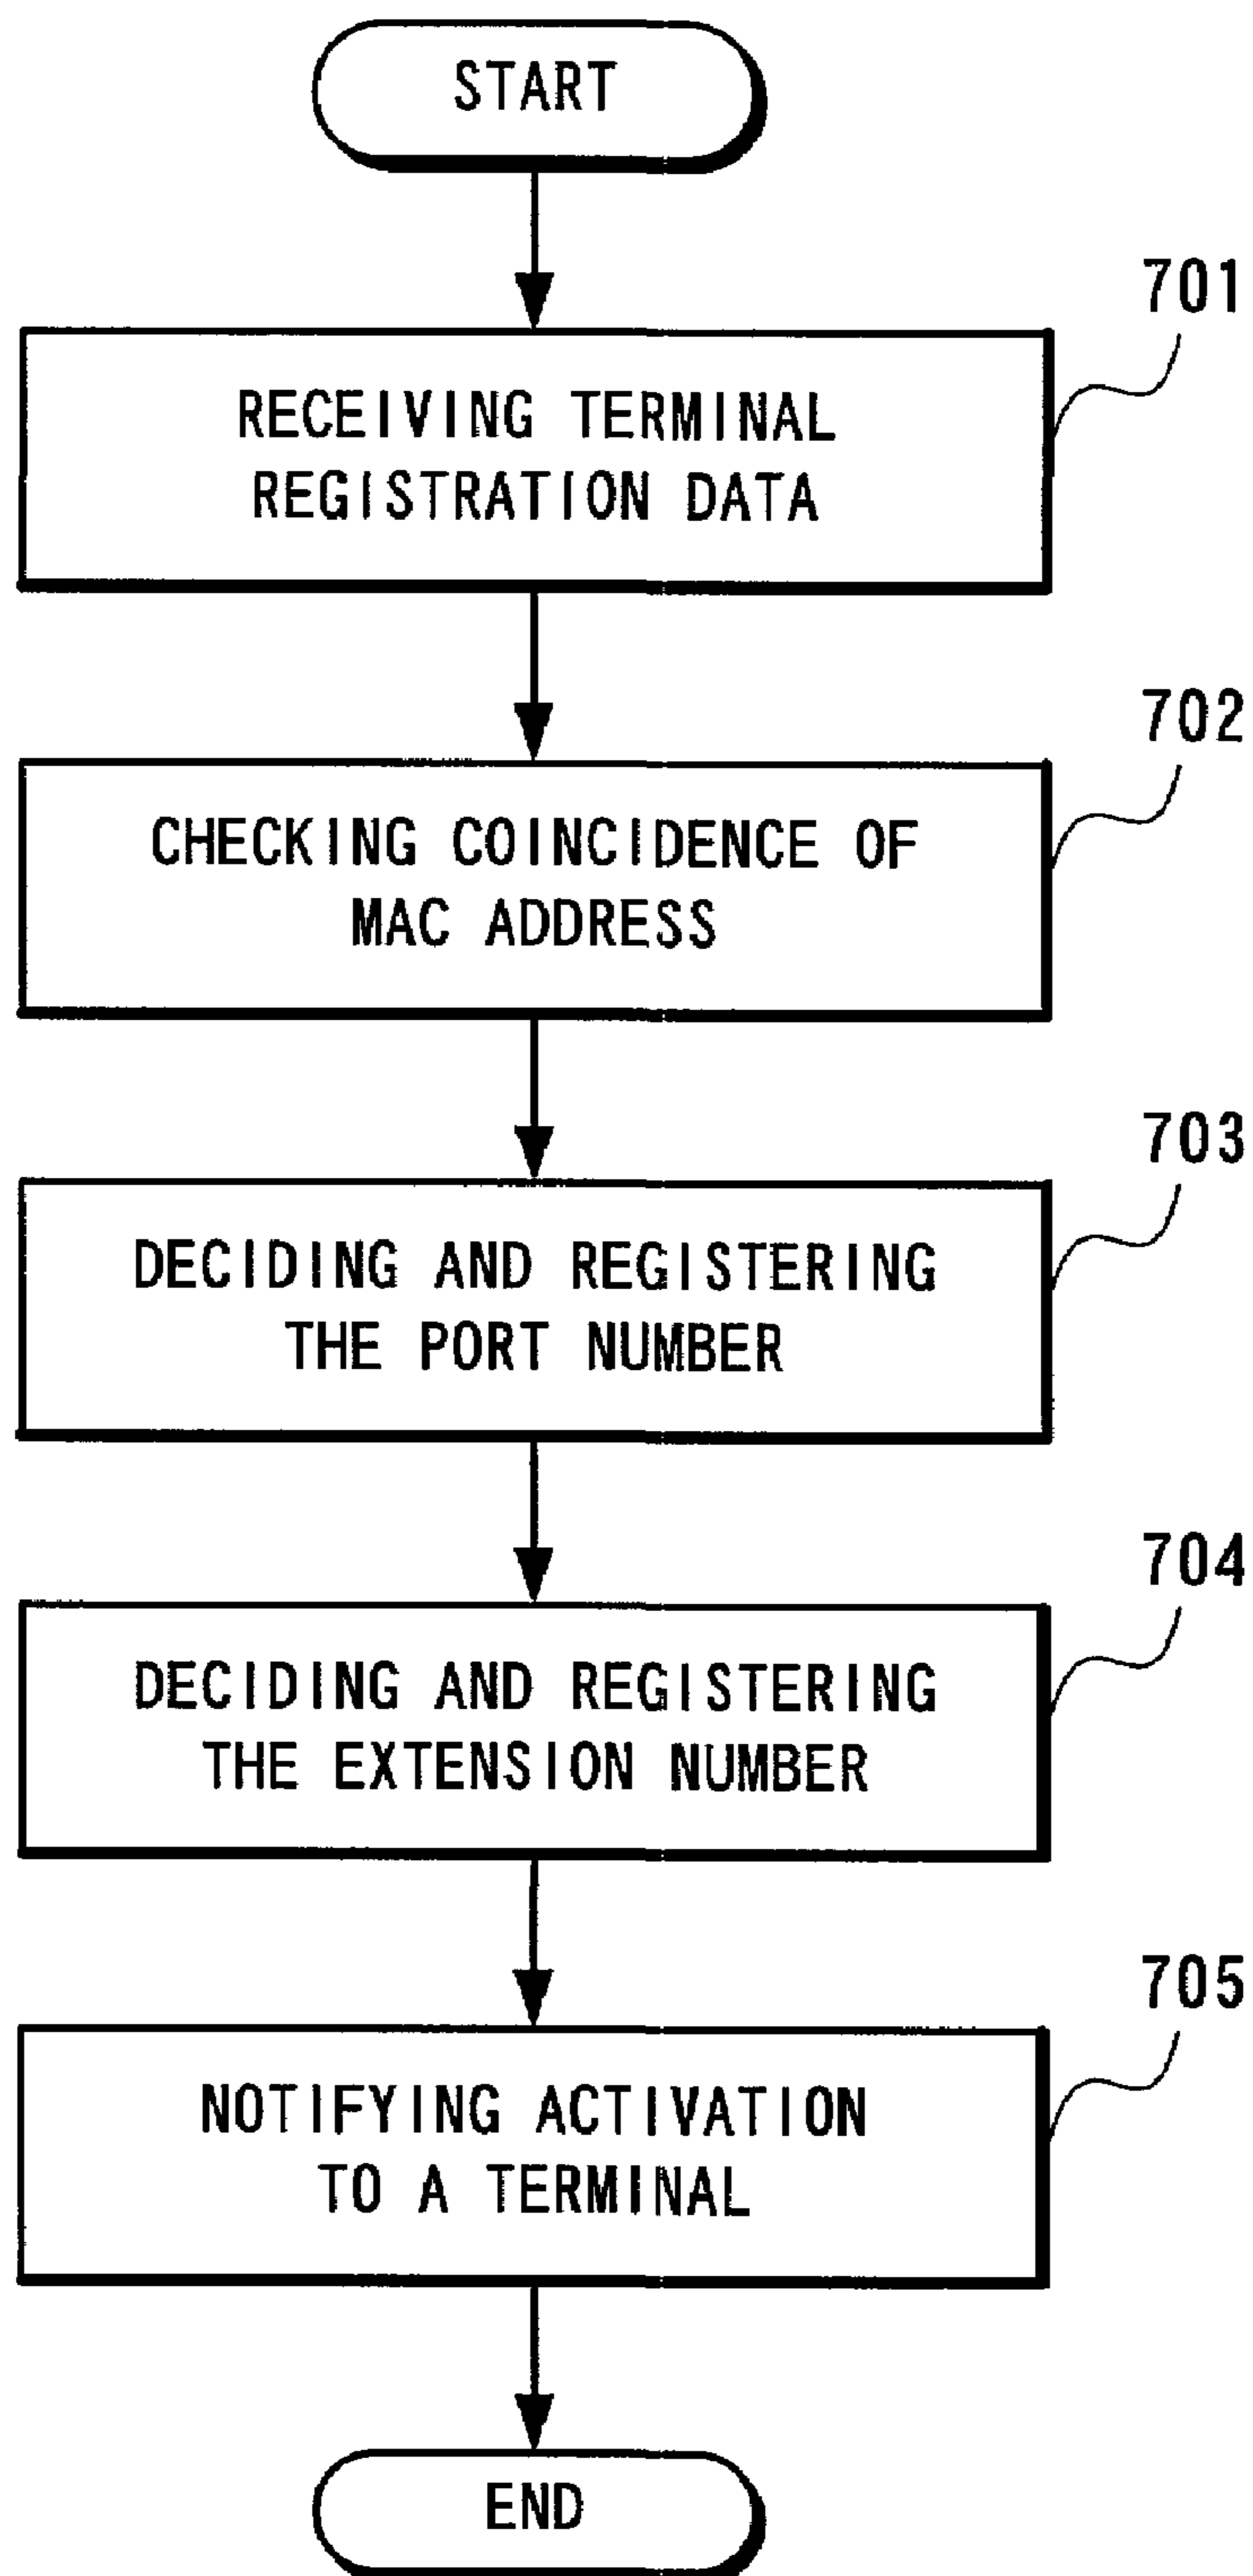 START
701
RECEIVING TERMINAL
REGISTRATION DATA
702
CHECKING COINCIDENCE OF
MAC ADDRESS
703
DECIDING AND REGISTERING
THE PORT NUMBER
704
DECIDING AND REGISTERING
THE EXTENSION NUMBER
705
NOTIFYING ACTIVATION
TO A TERMINAL
END